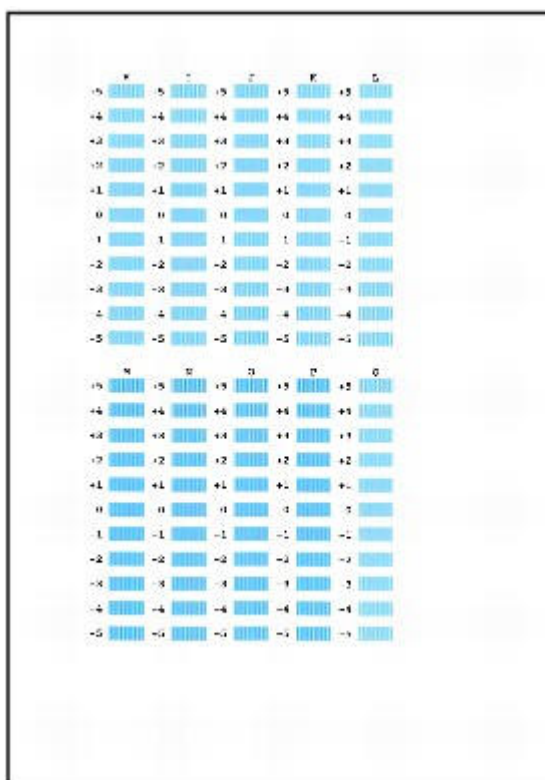 H I J K L
+5 +5 +5 +5 +5
+4 +4 +4 +4 +4
+3 +3 +3 +3 +3
+2 +2 +2 +2 +2
+1 +1 +1 +1 +1
0 0 0 0 0
-1 -1 -1 -1 -1
-2 -2 -2 -2 -2
-3 -3 -3 -3 -3
-4 -4 -4 -4 -4
-5 -5 -5 -5 -5
M N O P Q
+5 +5 +5 +5 +5
+4 +4 +4 +4 +4
+3 +3 +3 +3 +3
+2 +2 +2 +2 +2
+1 +1 +1 +1 +1
0 0 0 0 0
-1 -1 -1 -1 -1
-2 -2 -2 -2 -2
-3 -3 -3 -3 -3
-4 -4 -4 -4 -4
-5 -5 -5 -5 -5